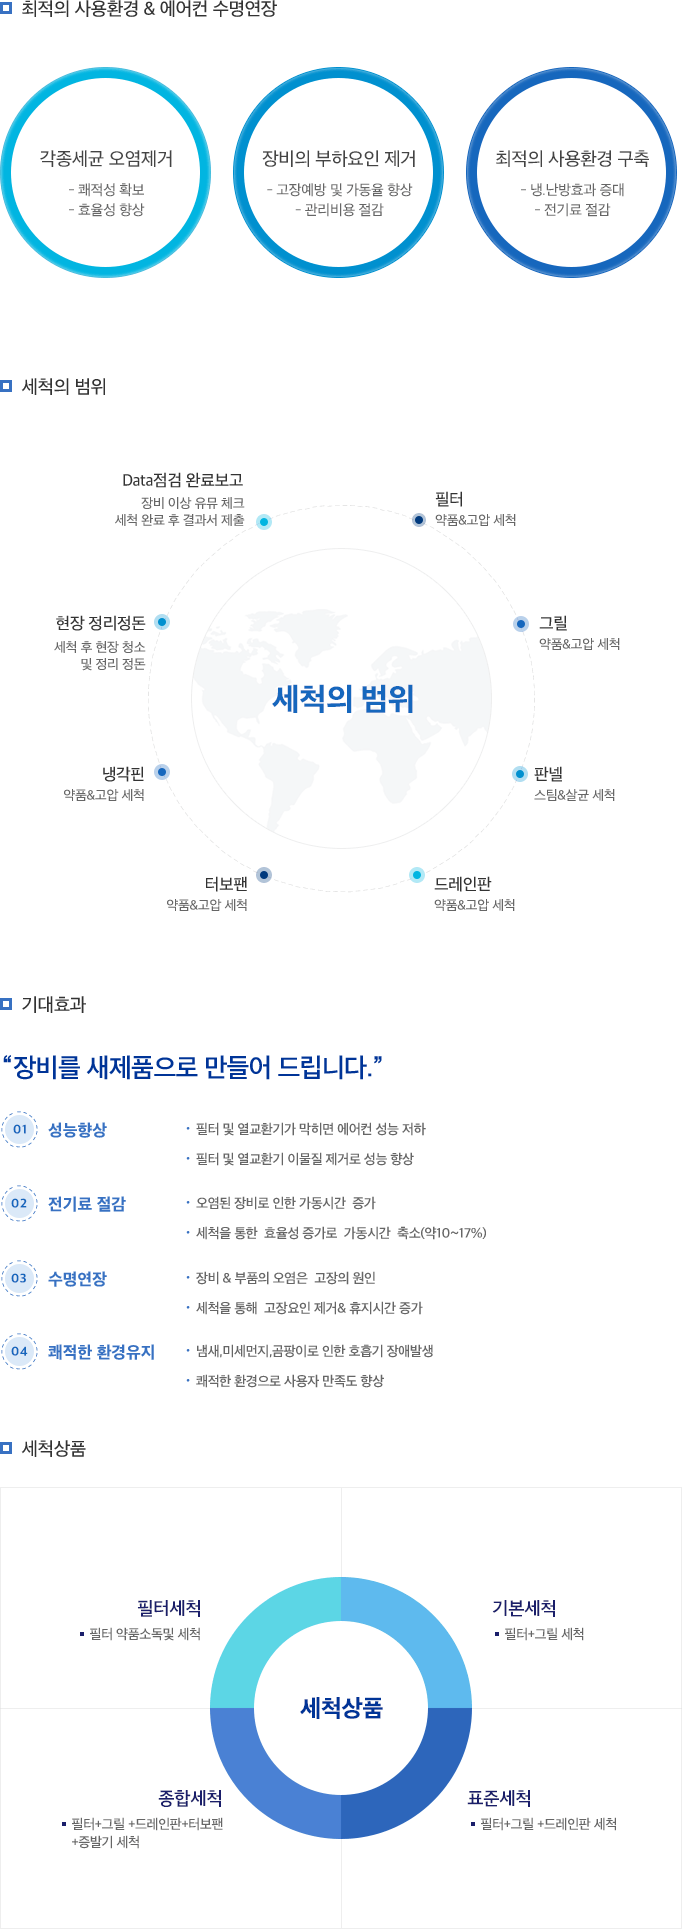 최적의 사용환경 & 에어컨 수명연장
각종세균 오염제거
- 쾌적성 확보
- 효율성 향상
장비의 부하요인 제거
- 고장예방 및 가동율 향상
- 관리비용 절감
최적의 사용환경 구축
- 냉.난방효과 증대
- 전기료 절감
세척의 범위
Data점검 완료보고
장비 이상 유뮤 체크
세척 완료 후 결과서 제출
필터
약품&고압 세척
현장 정리정돈
세척 후 현장 청소
및 정리 정돈
그릴
약품&고압 세척
세척의 범위
냉각핀
약품&고압 세척
판넬
스팀&살균 세척
터보팬
약품&고압 세척
드레인판
약품&고압 세척
기대효과
“장비를 새제품으로 만들어 드립니다.”
01 성능향상
· 필터 및 열교환기가 막히면 에어컨 성능 저하
· 필터 및 열교환기 이물질 제거로 성능 향상
02 전기료 절감
· 오염된 장비로 인한 가동시간 증가
· 세척을 통한 효율성 증가로 가동시간 축소(약10~17%)
03 수명연장
· 장비 & 부품의 오염은 고장의 원인
· 세척을 통해 고장요인 제거& 휴지시간 증가
04 쾌적한 환경유지
· 냄새,미세먼지,곰팡이로 인한 호흡기 장애발생
· 쾌적한 환경으로 사용자 만족도 향상
세척상품
필터세척
필터 약품소독및 세척
기본세척
필터+그릴 세척
세척상품
종합세척
필터+그릴 +드레인판+터보팬
+증발기 세척
표준세척
필터+그릴 +드레인판 세척